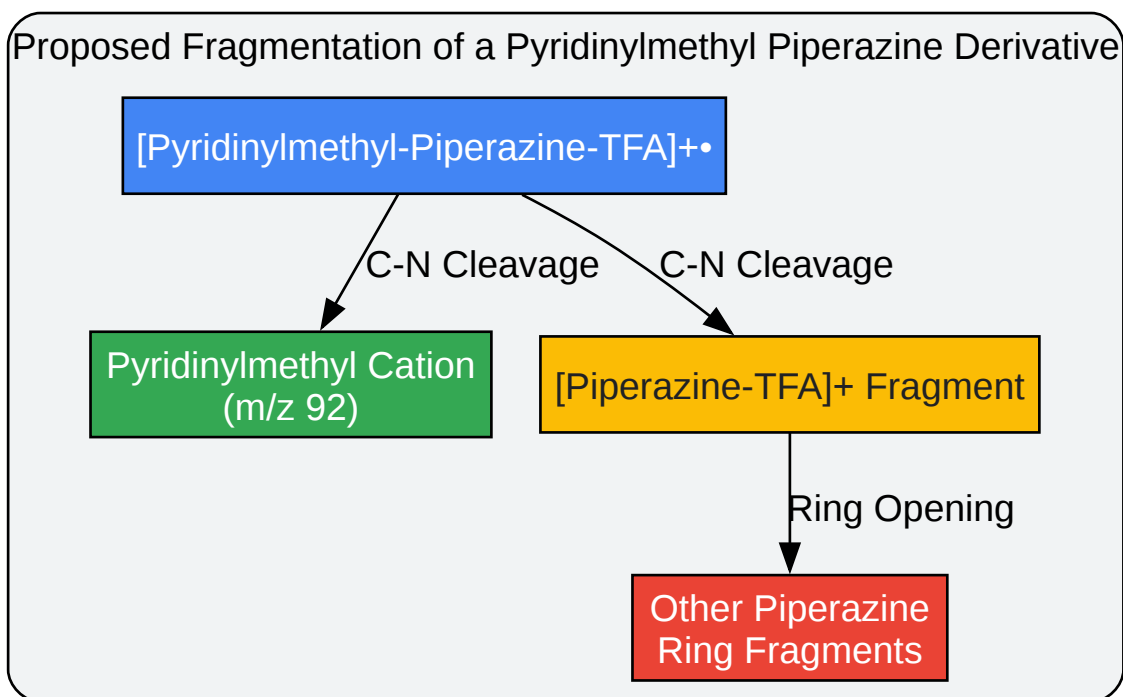 Proposed Fragmentation of a Pyridinylmethyl Piperazine Derivative
[Pyridinylmethyl-Piperazine-TFA]+•
C-N Cleavage
C-N Cleavage
Pyridinylmethyl Cation
(m/z 92)
[Piperazine-TFA]+ Fragment
Ring Opening
Other Piperazine
Ring Fragments